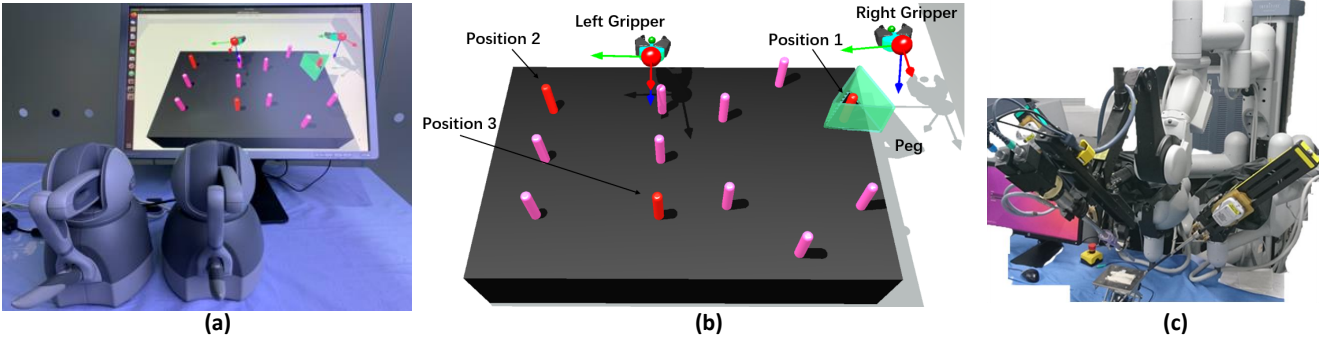 Left Gripper
Right Gripper
Position 2
Position 1
Position 3
Peg
(a)
(b)
(c)